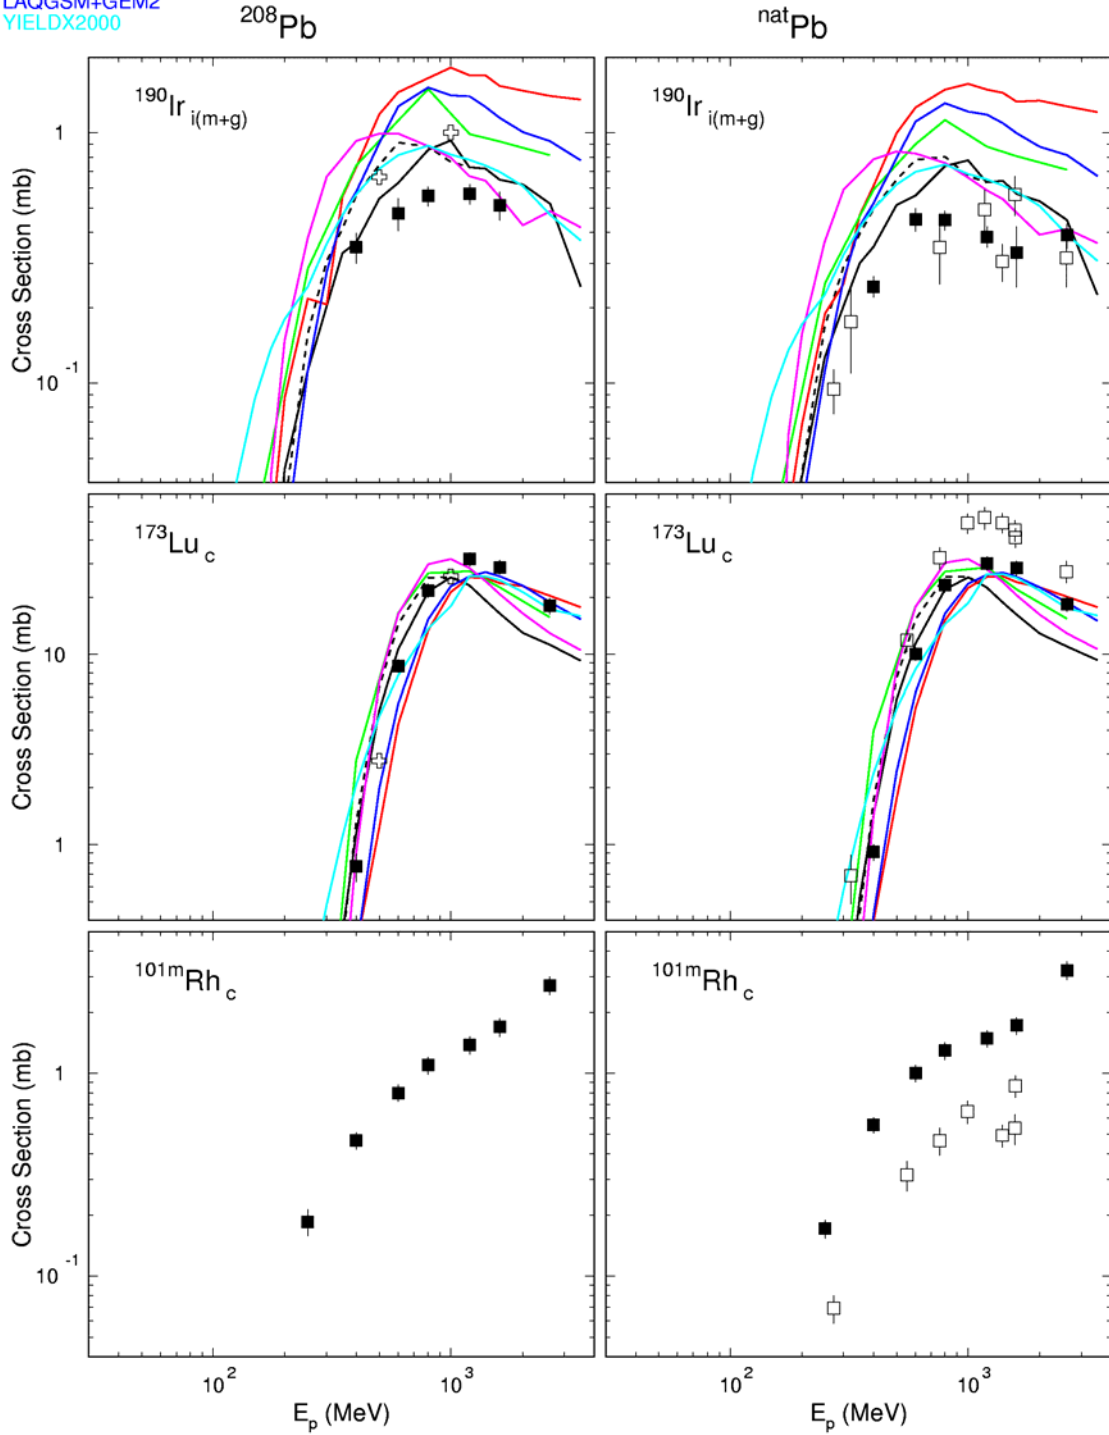 LAQGSM+GEM2
YIELDX2000
208Pb
natPb
190Ir i(m+g)
190Ir i(m+g)
1
10 -1
Cross Section (mb)
173Lu c
173Lu c
10
1
Cross Section (mb)
101mRh c
101mRh c
1
10 -1
Cross Section (mb)
10 2
10 3
10 2
10 3
Ep (MeV)
Ep (MeV)